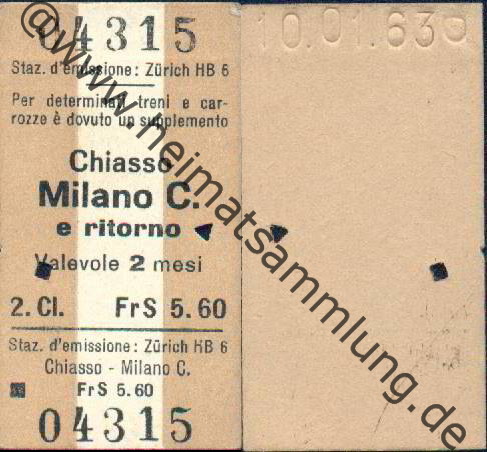 04315
Staz. d'emissione: Zürich HB 6
Per determinati treni e car-
rozze è dovuto un supplemento
Chiasso
Milano C.
e ritorno
Valevole 2 mesi
2. Cl. FrS 5.60
Staz. d'emissione: Zürich HB 6
Chiasso - Milano C.
FrS 5.60
04315
10.01.63
@www.heimatsammlung.de